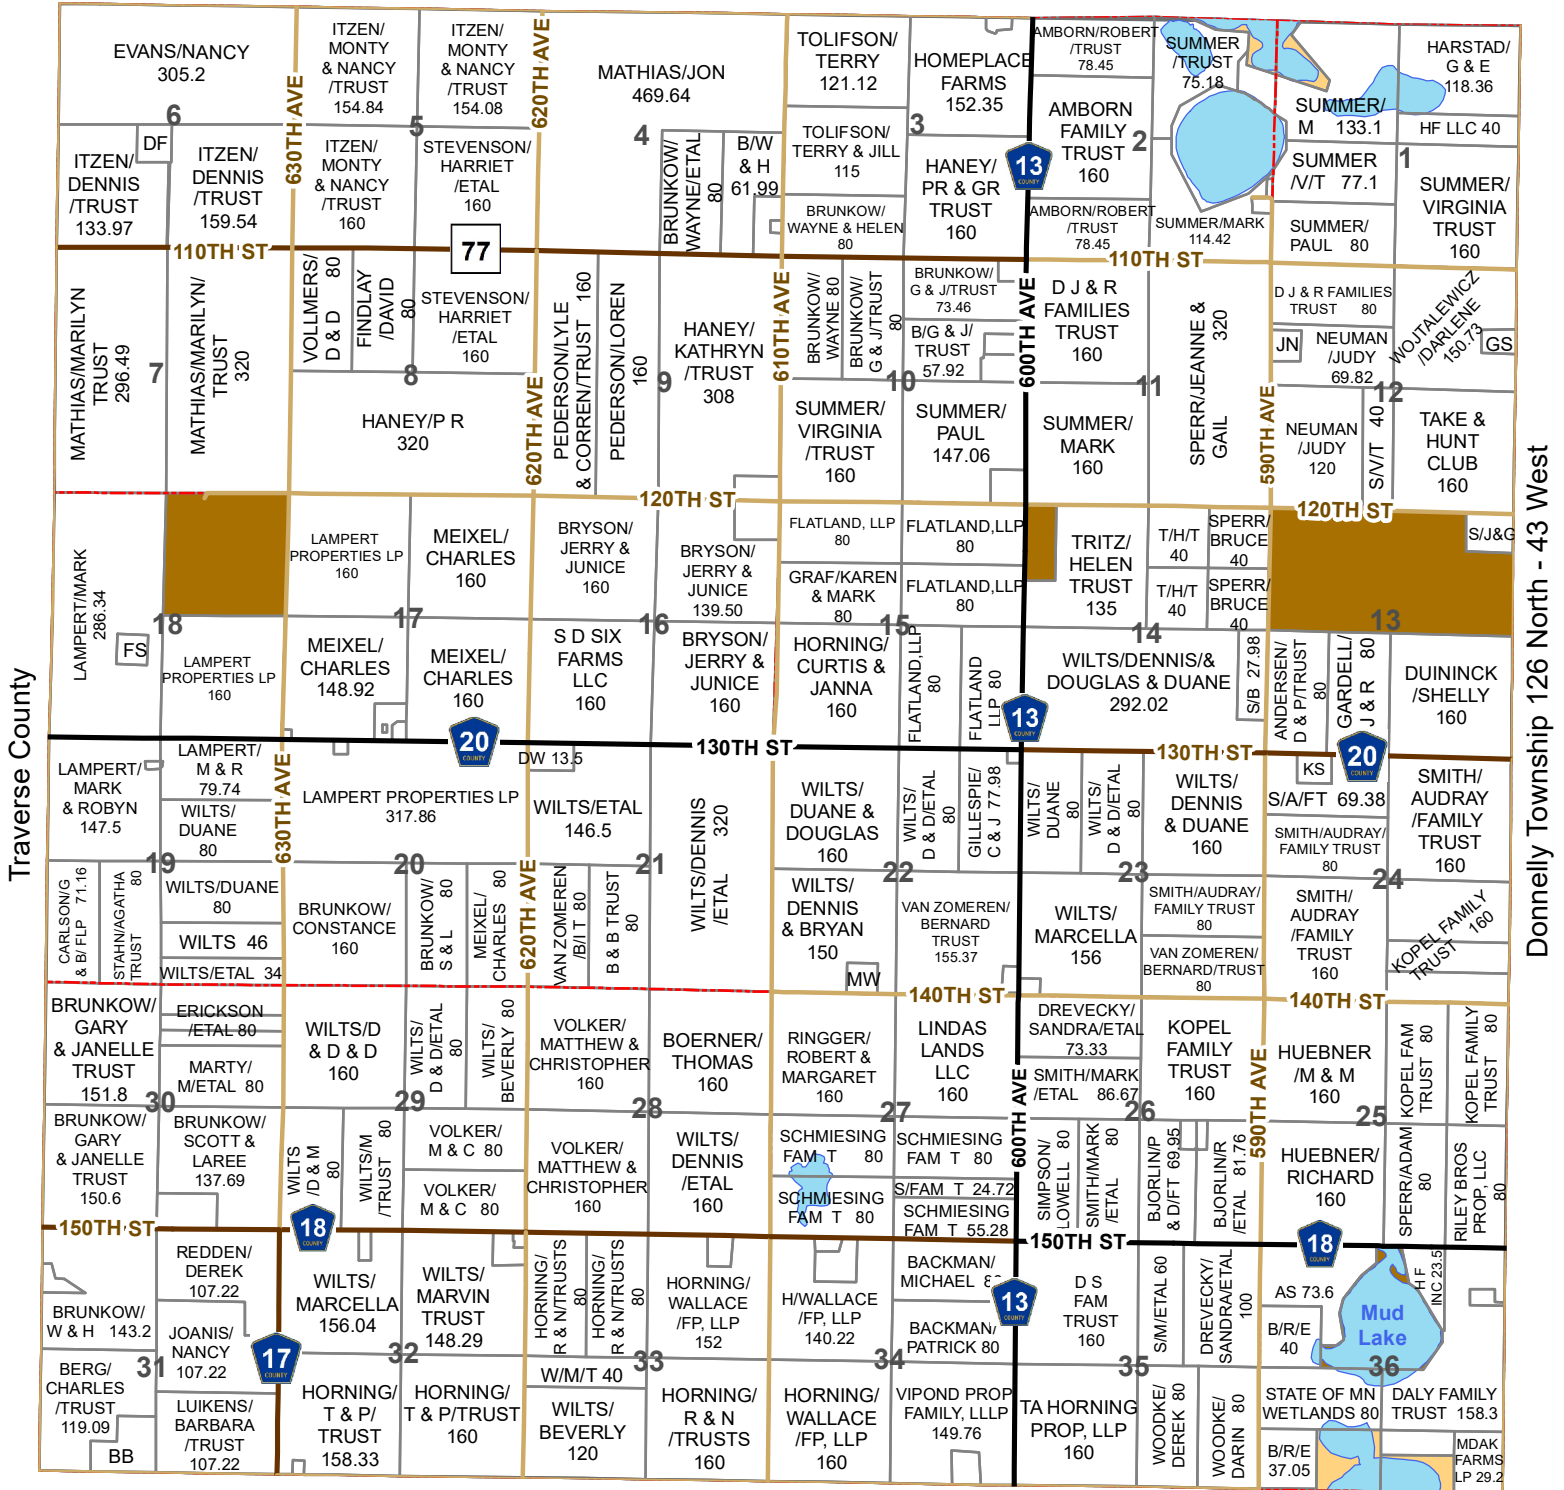 EVANS/NANCY
305.2
ITZEN/
MONTY
& NANCY
/TRUST
154.84
ITZEN/
MONTY
& NANCY
/TRUST
154.08
MATHIAS/JON
469.64
TOLIFSON/
TERRY
121.12
HOMEPLACE
FARMS
152.35
AMBORN/ROBERT
/TRUST
78.45
SUMMER
/TRUST
75.18
HARSTAD/
G & E
118.36
SUMMER/
M 133.1
HF LLC 40
6
5
4
3
2
1
630TH AVE
620TH AVE
DF
ITZEN/
DENNIS
/TRUST
133.97
ITZEN/
DENNIS
/TRUST
159.54
ITZEN/
MONTY
& NANCY
/TRUST
160
STEVENSON/
HARRIET
/ETAL
160
BRUNKOW/
WAYNE/ETAL
80
B/W
& H
61.99
TOLIFSON/
TERRY & JILL
115
BRUNKOW/
WAYNE & HELEN
80
HANEY/
PR & GR
TRUST
160
13
COUNTY
AMBORN
FAMILY
TRUST
160
AMBORN/ROBERT
/TRUST
78.45
SUMMER/MARK
114.42
SUMMER
/V/T 77.1
SUMMER/
PAUL 80
SUMMER/
VIRGINIA
TRUST
160
110TH ST
77
110TH ST
MATHIAS/MARILYN
TRUST
296.49
MATHIAS/MARILYN/
TRUST
320
VOLLMERS/
D & D 80
FINDLAY
/DAVID
80
STEVENSON/
HARRIET
/ETAL
160
PEDERSON/LYLE
& CORREN/TRUST 160
PEDERSON/LOREN
160
HANEY/
KATHRYN
/TRUST
308
610TH AVE
BRUNKOW/
WAYNE 80
BRUNKOW/
G & J/TRUST
80
BRUNKOW/
G & J/TRUST
73.46
B/G & J/
TRUST
57.92
600TH AVE
D J & R
FAMILIES
TRUST
160
SPERR/JEANNE &
GAIL
320
D J & R FAMILIES
TRUST 80
JN
NEUMAN
/JUDY
69.82
WOJTALEWICZ
/DARLENE
150.73
GS
7
8
9
10
11
12
HANEY/P R
320
620TH AVE
SUMMER/
VIRGINIA
/TRUST
160
SUMMER/
PAUL
147.06
SUMMER/
MARK
160
590TH AVE
NEUMAN
/JUDY
120
S/V/T 40
TAKE &
HUNT
CLUB
160
120TH ST
120TH ST
LAMPERT/MARK
286.34
FS
LAMPERT
PROPERTIES LP
160
MEIXEL/
CHARLES
160
BRYSON/
JERRY &
JUNICE
160
BRYSON/
JERRY &
JUNICE
139.50
FLATLAND, LLP
80
GRAF/KAREN
& MARK
80
FLATLAND,LLP
80
FLATLAND,LLP
80
TRITZ/
HELEN
TRUST
135
T/H/T
40
T/H/T
40
SPERR/
BRUCE
40
SPERR/
BRUCE
40
S/J&G
18
17
16
15
14
13
LAMPERT
PROPERTIES LP
160
MEIXEL/
CHARLES
148.92
MEIXEL/
CHARLES
160
S D SIX
FARMS
LLC
160
BRYSON/
JERRY &
JUNICE
160
HORNING/
CURTIS &
JANNA
160
FLATLAND,LLP
80
FLATLAND
LLP 80
WILTS/DENNIS/&
DOUGLAS & DUANE
292.02
S/B 27.98
ANDERSEN/
D & P/TRUST
80
GARDELL/
J & R 80
DUININCK
/SHELLY
160
Traverse County
Donnelly Township 126 North - 43 West
20
COUNTY
13
COUNTY
20
COUNTY
130TH ST
130TH ST
LAMPERT/
MARK
& ROBYN
147.5
LAMPERT/
M & R
79.74
WILTS/
DUANE
80
630TH AVE
LAMPERT PROPERTIES LP
317.86
DW 13.5
WILTS/ETAL
146.5
WILTS/DENNIS
/ETAL
320
WILTS/
DUANE &
DOUGLAS
160
WILTS/
D & D/ETAL
80
GILLESPIE/
C & J 77.98
WILTS/
DUANE
80
WILTS/
D & D/ETAL
80
WILTS/
DENNIS
& DUANE
160
KS
S/A/FT 69.38
SMITH/AUDRAY/
FAMILY TRUST
80
SMITH/
AUDRAY
/FAMILY
TRUST
160
19
20
21
22
23
24
CARLSON/G
& B/ FLP 71.16
STAHN/AGATHA
TRUST 80
WILTS/DUANE
80
WILTS 46
WILTS/ETAL 34
BRUNKOW/
CONSTANCE
160
BRUNKOW/
S & L 80
MEIXEL/
CHARLES 80
620TH AVE
VAN ZOMEREN
/B/I T 80
B & B TRUST
80
WILTS/
DENNIS
& BRYAN
150
MW
VAN ZOMEREN/
BERNARD
TRUST
155.37
WILTS/
MARCELLA
156
SMITH/AUDRAY/
FAMILY TRUST
80
VAN ZOMEREN/
BERNARD/TRUST
80
SMITH/
AUDRAY
/FAMILY
TRUST
160
KOPEL FAMILY
TRUST 160
140TH ST
140TH ST
BRUNKOW/
GARY
& JANELLE
TRUST
151.8
ERICKSON
/ETAL 80
MARTY/
M/ETAL 80
WILTS/D
& D & D
160
WILTS/
D & D/ETAL
80
WILTS/
BEVERLY 80
VOLKER/
MATTHEW &
CHRISTOPHER
160
BOERNER/
THOMAS
160
RINGGER/
ROBERT &
MARGARET
160
LINDAS
LANDS
LLC
160
600TH AVE
DREVECKY/
SANDRA/ETAL
73.33
SMITH/MARK
/ETAL 86.67
KOPEL
FAMILY
TRUST
160
590TH AVE
HUEBNER
/M & M
160
KOPEL FAM
TRUST 80
KOPEL FAMILY
TRUST 80
30
29
28
27
26
25
BRUNKOW/
GARY
& JANELLE
TRUST
150.6
BRUNKOW/
SCOTT &
LAREE
137.69
WILTS
/D & M
80
WILTS/M
/TRUST 80
VOLKER/
M & C 80
VOLKER/
M & C 80
VOLKER/
MATTHEW &
CHRISTOPHER
160
WILTS/
DENNIS
/ETAL
160
SCHMIESING
FAM T 80
SCHMIESING
FAM T 80
SCHMIESING
FAM T 80
S/FAM T 24.72
SCHMIESING
FAM T 55.28
SIMPSON/
LOWELL 80
SMITH/MARK
/ETAL 80
BJORLIN/P
& D/FT 69.95
BJORLIN/R
/ETAL 81.76
HUEBNER/
RICHARD
160
SPERR/ADAM
80
RILEY BROS
PROP, LLC
80
150TH ST
18
COUNTY
150TH ST
18
COUNTY
BRUNKOW/
W & H 143.2
REDDEN/
DEREK
107.22
JOANIS/
NANCY
107.22
17
COUNTY
WILTS/
MARCELLA
156.04
WILTS/
MARVIN
TRUST
148.29
HORNING/
R & N/TRUSTS
80
HORNING/
R & N/TRUSTS
80
HORNING/
WALLACE
/FP, LLP
152
H/WALLACE
/FP, LLP
140.22
BACKMAN/
MICHAEL
BACKMAN/
PATRICK 80
13
COUNTY
D S
FAM
TRUST
160
S/M/ETAL 60
DREVECKY/
SANDRA/ETAL
100
AS 73.6
B/R/E
40
Mud
Lake
H F
INC 23.5
31
32
33
34
35
36
BERG/
CHARLES
/TRUST
119.09
BB
LUIKENS/
BARBARA
/TRUST
107.22
HORNING/
T & P/
TRUST
158.33
HORNING/
T & P/TRUST
160
W/M/T 40
WILTS/
BEVERLY
120
HORNING/
R & N
/TRUSTS
160
HORNING/
WALLACE
/FP, LLP
160
VIPOND PROP
FAMILY, LLLP
149.76
TA HORNING
PROP, LLP
160
WOODKE/
DEREK 80
WOODKE/
DARIN 80
STATE OF MN
WETLANDS 80
B/R/E
37.05
DALY FAMILY
TRUST 158.3
MDAK
FARMS
LP 29.2